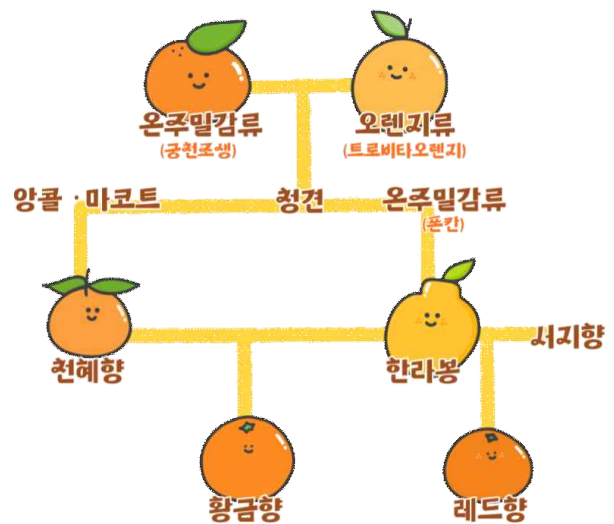 온주밀감류
(궁천조생)
오렌지류
(트로비타오렌지)
앙콜·마코트
청견
온주밀감류
(폰칸)
천혜향
한라봉
서지향
황금향
레드향